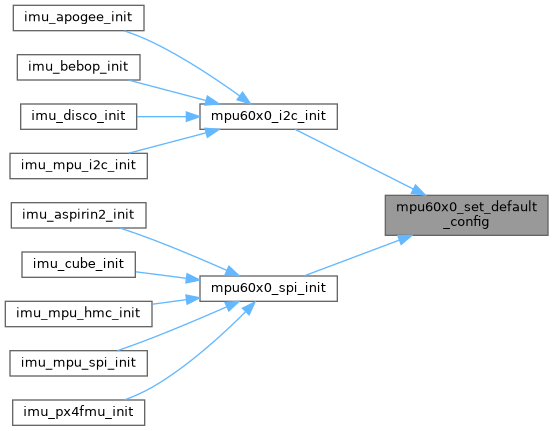 imu_apogee_init
imu_bebop_init
imu_disco_init
imu_mpu_i2c_init
mpu60x0_i2c_init
mpu60x0_set_default
_config
imu_aspirin2_init
imu_cube_init
imu_mpu_hmc_init
imu_mpu_spi_init
imu_px4fmu_init
mpu60x0_spi_init